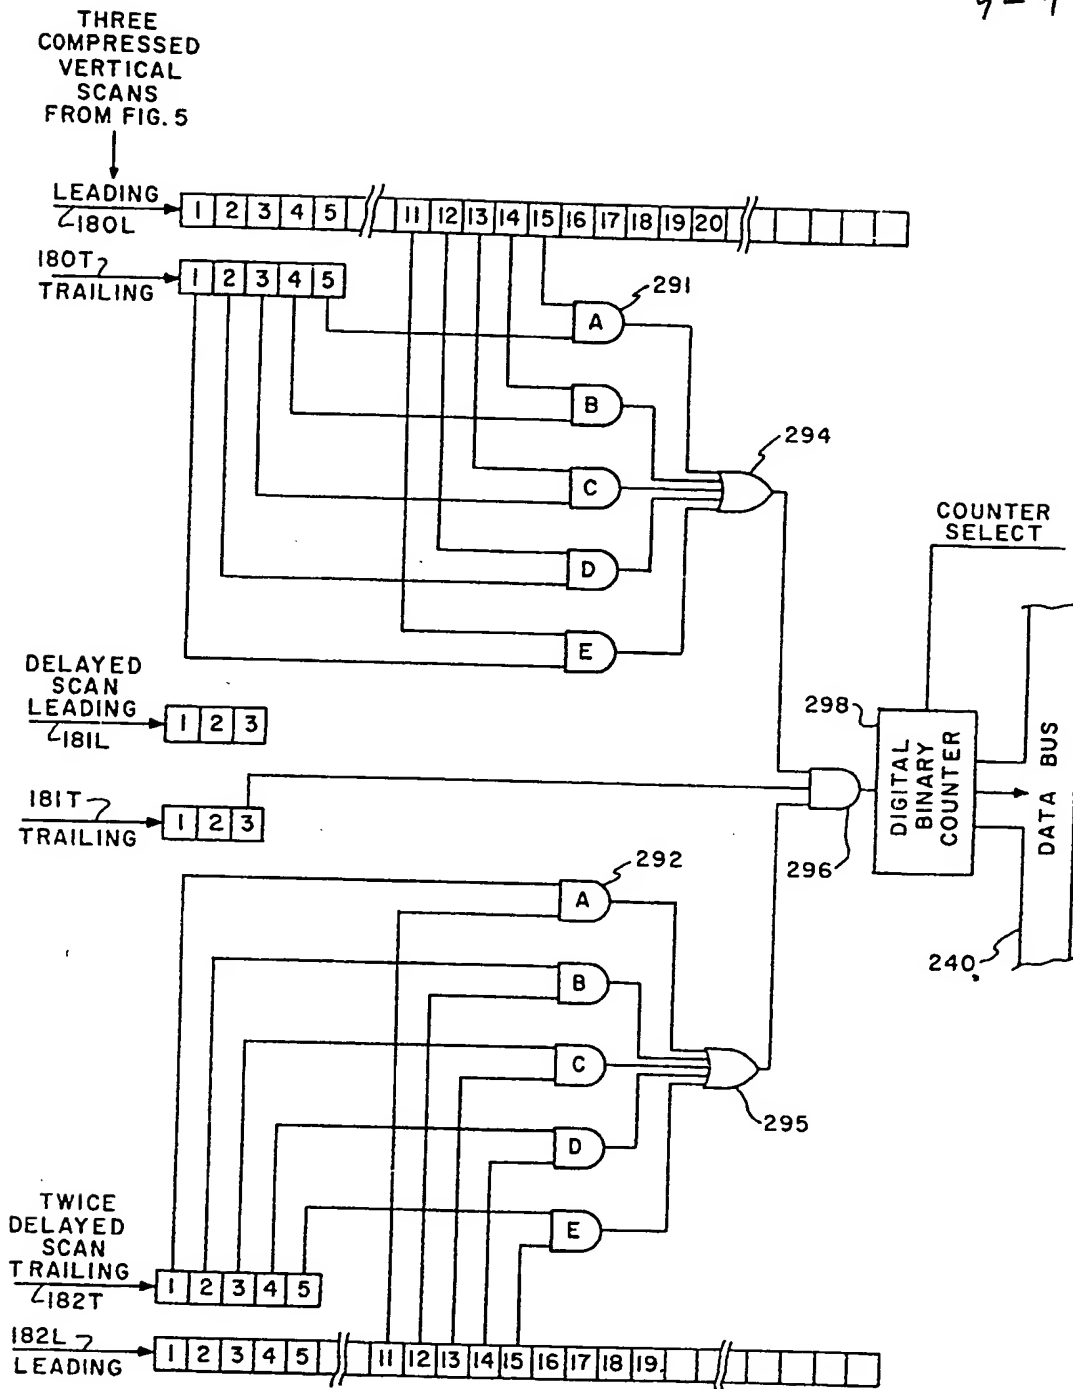 9-9
THREE
COMPRESSED
VERTICAL
SCANS
FROM FIG. 5
LEADING
180L
1 2 3 4 5 11 12 13 14 15 16 17 18 19 20
180T
TRAILING
1 2 3 4 5
291
A
B
294
C
COUNTER
SELECT
D
E
DELAYED
SCAN
LEADING
181L
1 2 3
298
DIGITAL
BINARY
COUNTER
DATA BUS
181T
TRAILING
1 2 3
296
292
A
240
B
C
295
D
E
TWICE
DELAYED
SCAN
TRAILING
182T
1 2 3 4 5
182L
LEADING
1 2 3 4 5 11 12 13 14 15 16 17 18 19